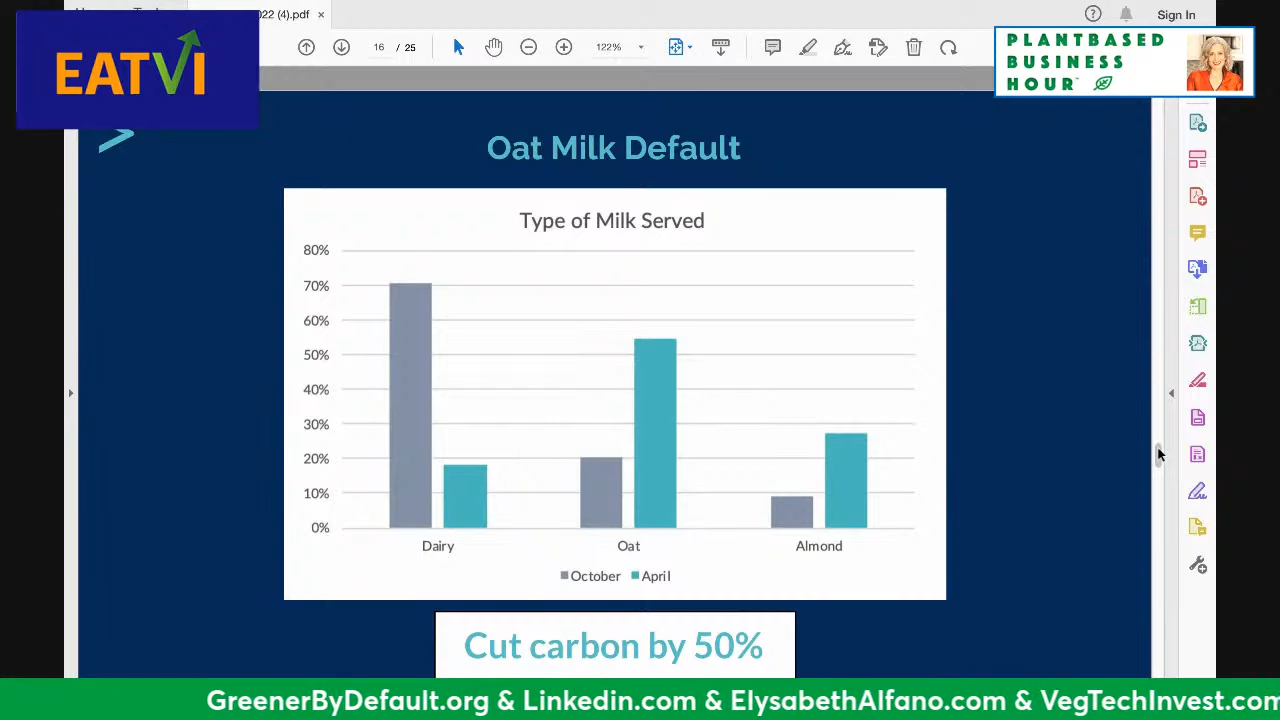 022 (4).pdf ×
Sign In
16 / 25
122%
EATVI
PLANTBASED
BUSINESS
HOUR
Oat Milk Default
Type of Milk Served
80%
70%
60%
50%
40%
30%
20%
10%
0%
Dairy Oat Almond
October April
Cut carbon by 50%
GreenerByDefault.org & Linkedin.com & ElysabethAlfano.com & VegTechInvest.com